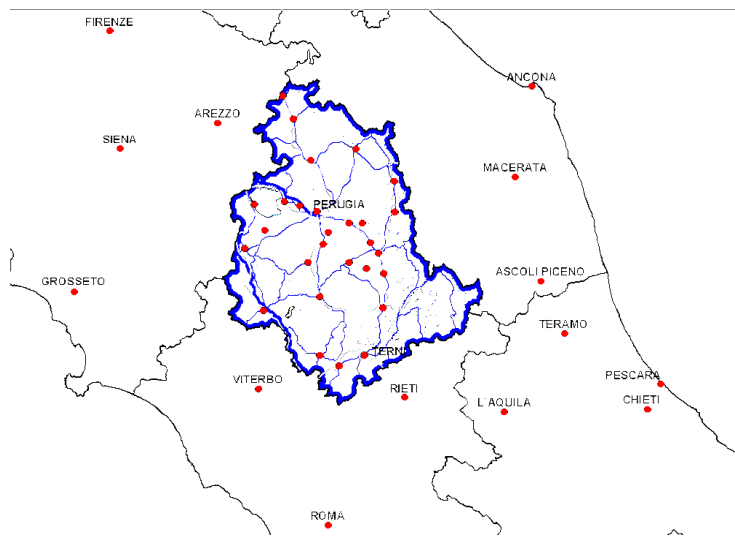 FIRENZE
ANCONA
AREZZO
SIENA
MACERATA
PERUGIA
ASCOLI PICENO
GROSSETO
TERAMO
TERNI
PESCARA
VITERBO
RIETI
CHIETI
L'AQUILA
ROMA